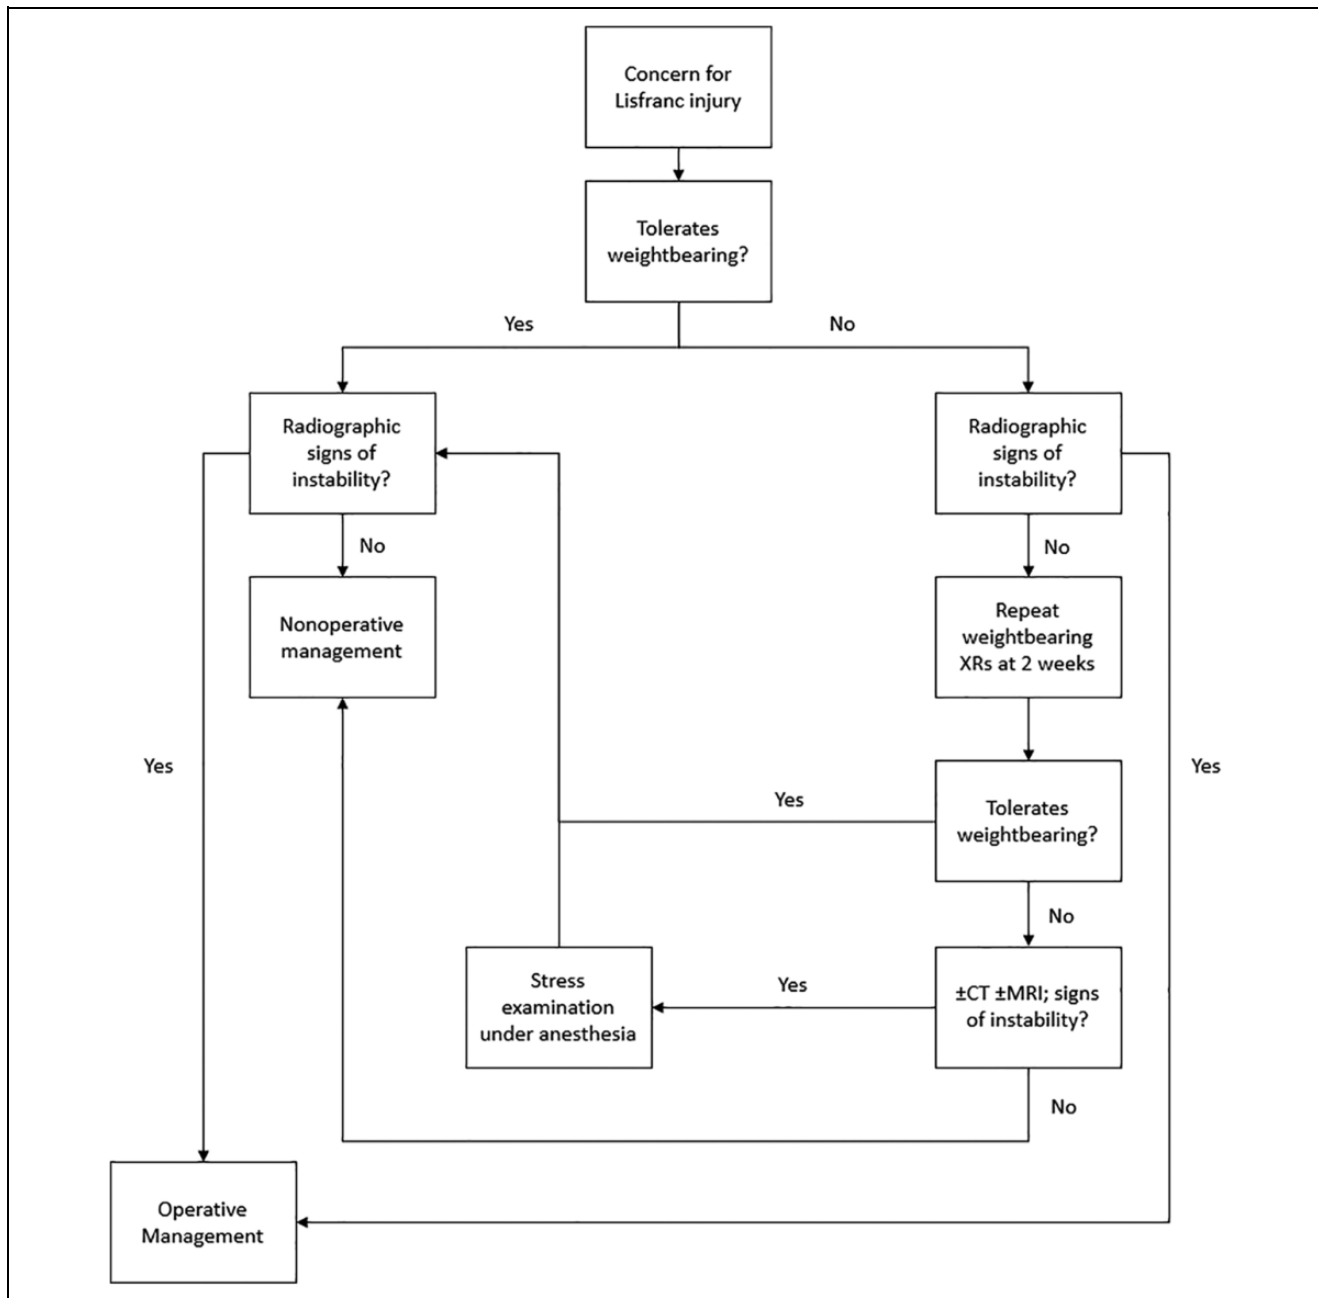 Concern for
Lisfranc injury
Tolerates
weightbearing?
Yes
No
Radiographic
signs of
instability?
Radiographic
signs of
instability?
No
No
Nonoperative
management
Repeat
weightbearing
XRs at 2 weeks
Yes
Yes
Yes
Tolerates
weightbearing?
No
Stress
examination
under anesthesia
Yes
±CT ±MRI; signs
of instability?
No
Operative
Management